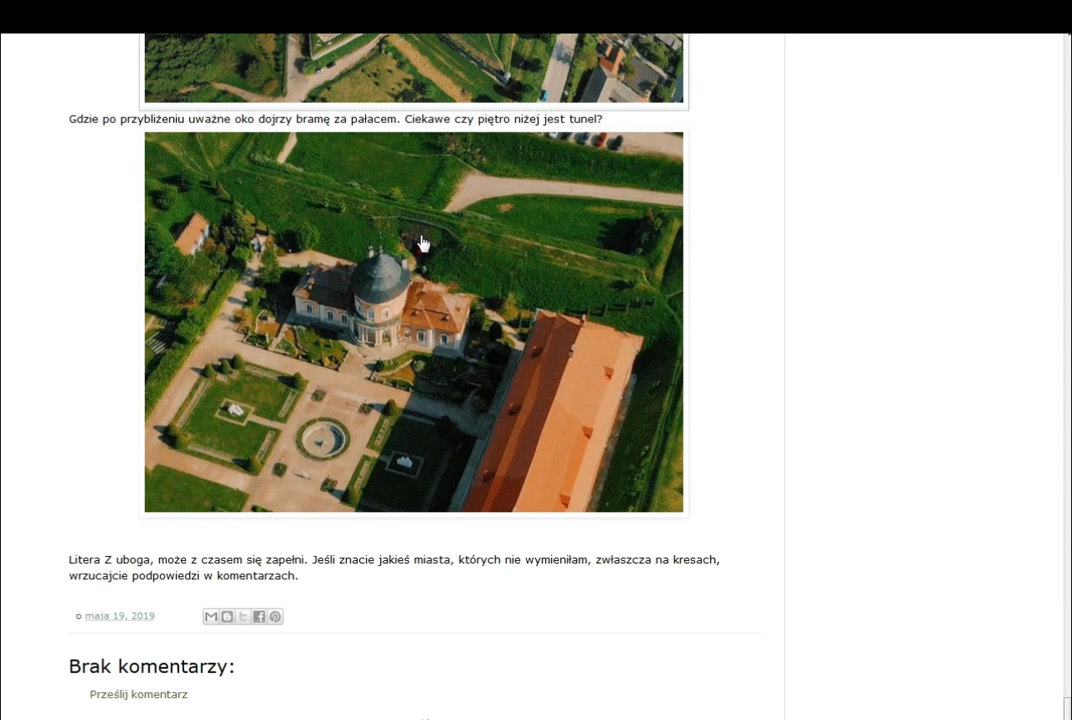 Gdzie po przybliżeniu uważne oko dojrzy bramę za pałacem. Ciekawe czy piętro niżej jest tunel?
Litera Z uboga, może z czasem się zapełni. Jeśli znacie jakieś miasta, których nie wymieniłam, zwłaszcza na kresach,
wrzucajcie podpowiedzi w komentarzach.
o maja 19, 2019
Brak komentarzy:
Prześlij komentarz